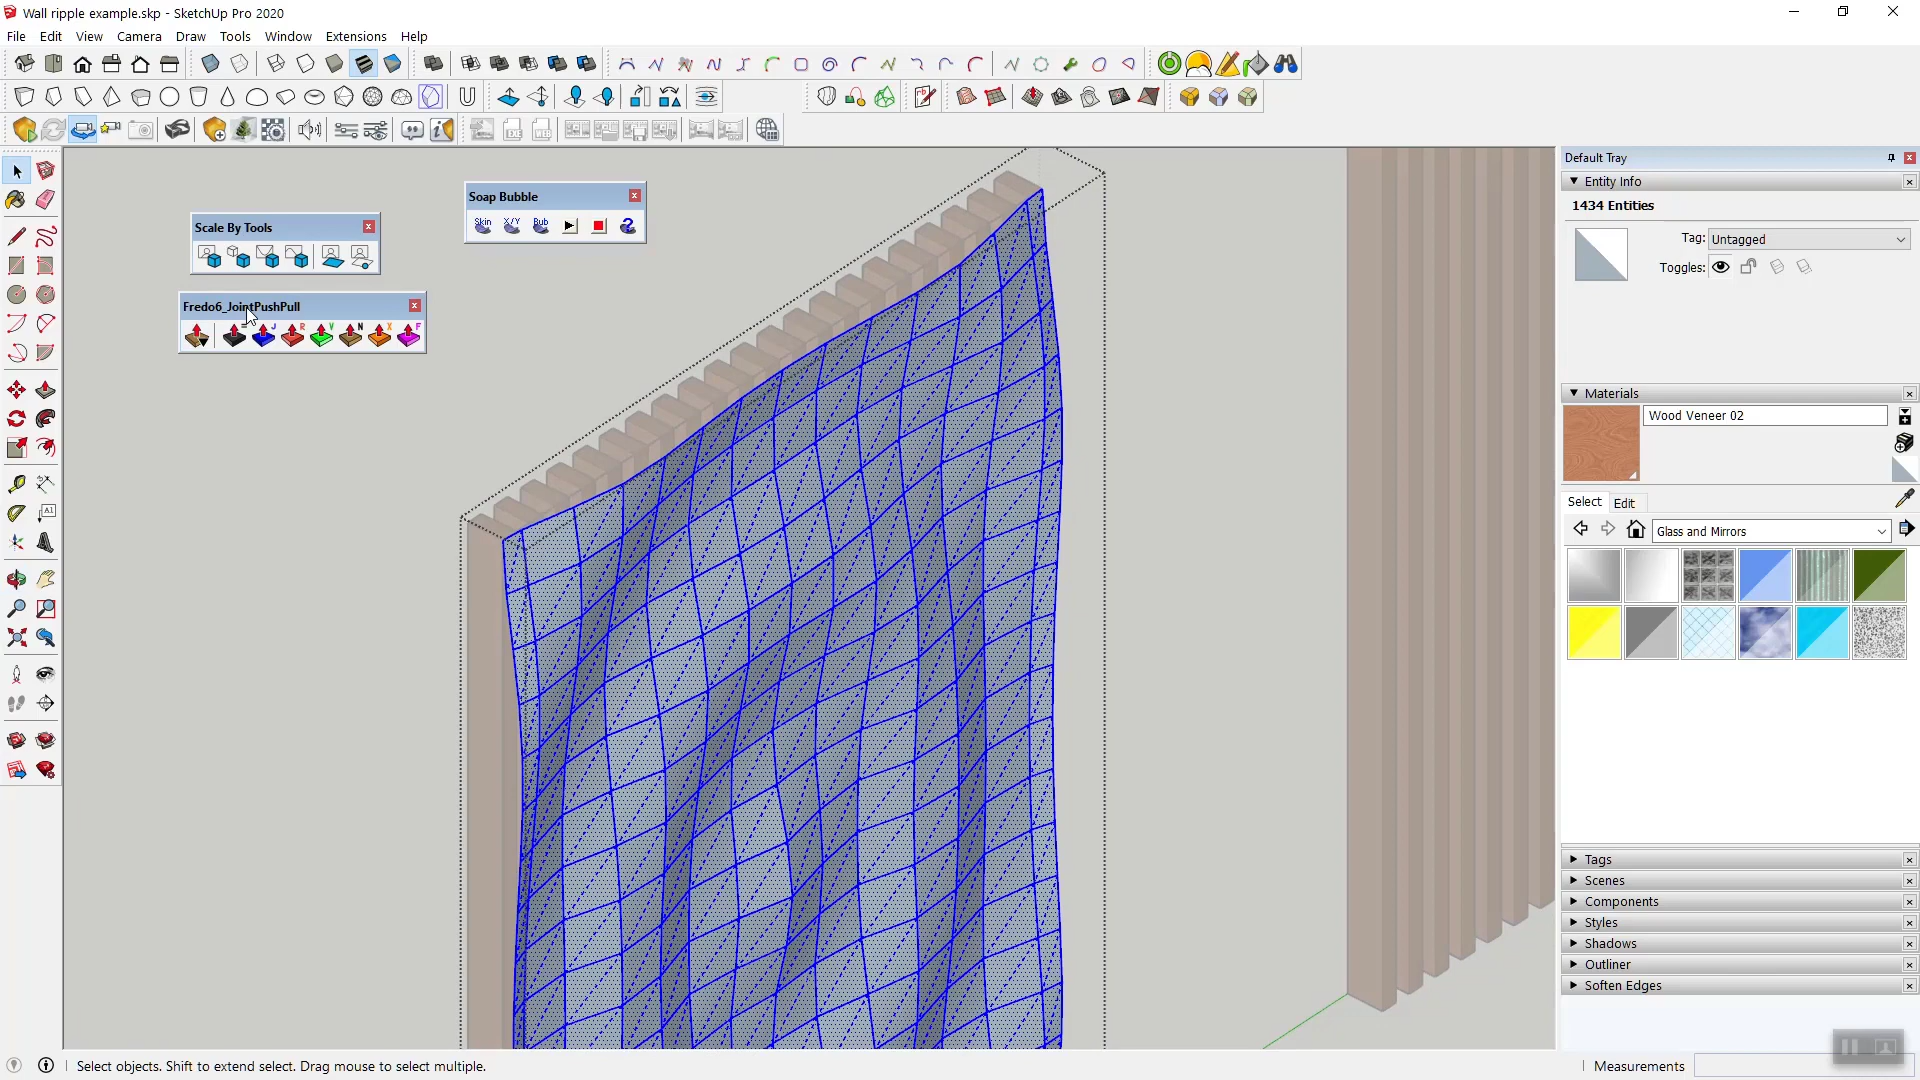 Wall ripple example.skp - SketchUp Pro 2020
File Edit View Camera Draw Tools Window Extensions Help
Default Tray
Entity Info
1434 Entities
Tag: Untagged
Toggles:
Scale By Tools
Soap Bubble
Skin X/Y Bub
Fredo6_JointPushPull
J R V N X F
Materials
Wood Veneer 02
Select Edit
Glass and Mirrors
Tags
Scenes
Components
Styles
Shadows
Outliner
Soften Edges
Select objects. Shift to extend select. Drag mouse to select multiple.
Measurements